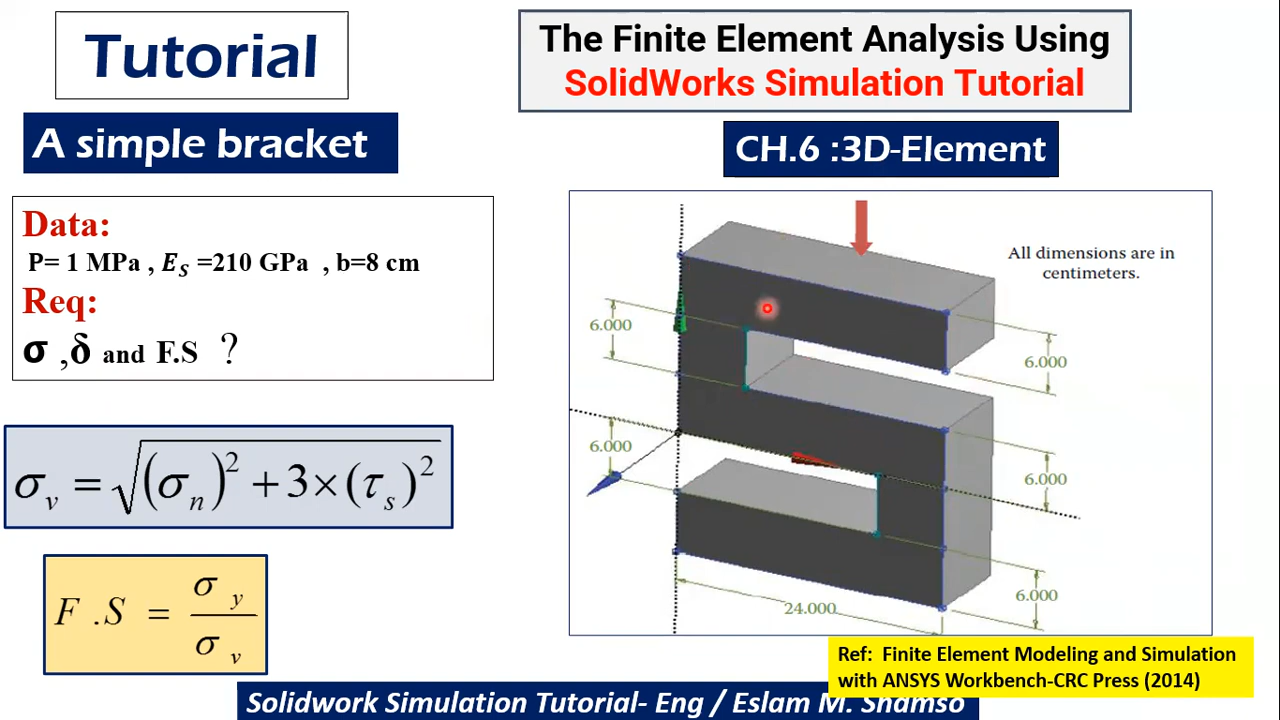 Tutorial
The Finite Element Analysis Using
SolidWorks Simulation Tutorial
A simple bracket
CH.6 :3D-Element
Data:
P= 1 MPa , E_S =210 GPa , b=8 cm
Req:
σ ,δ and F.S ?
σ_v = √(σ_n)^2 + 3×(τ_s)^2
F .S = σ_y / σ_v
All dimensions are in
centimeters.
6.000
6.000
6.000
6.000
24.000
6.000
Ref: Finite Element Modeling and Simulation
with ANSYS Workbench-CRC Press (2014)
Solidwork Simulation Tutorial- Eng / Eslam M. Shamso